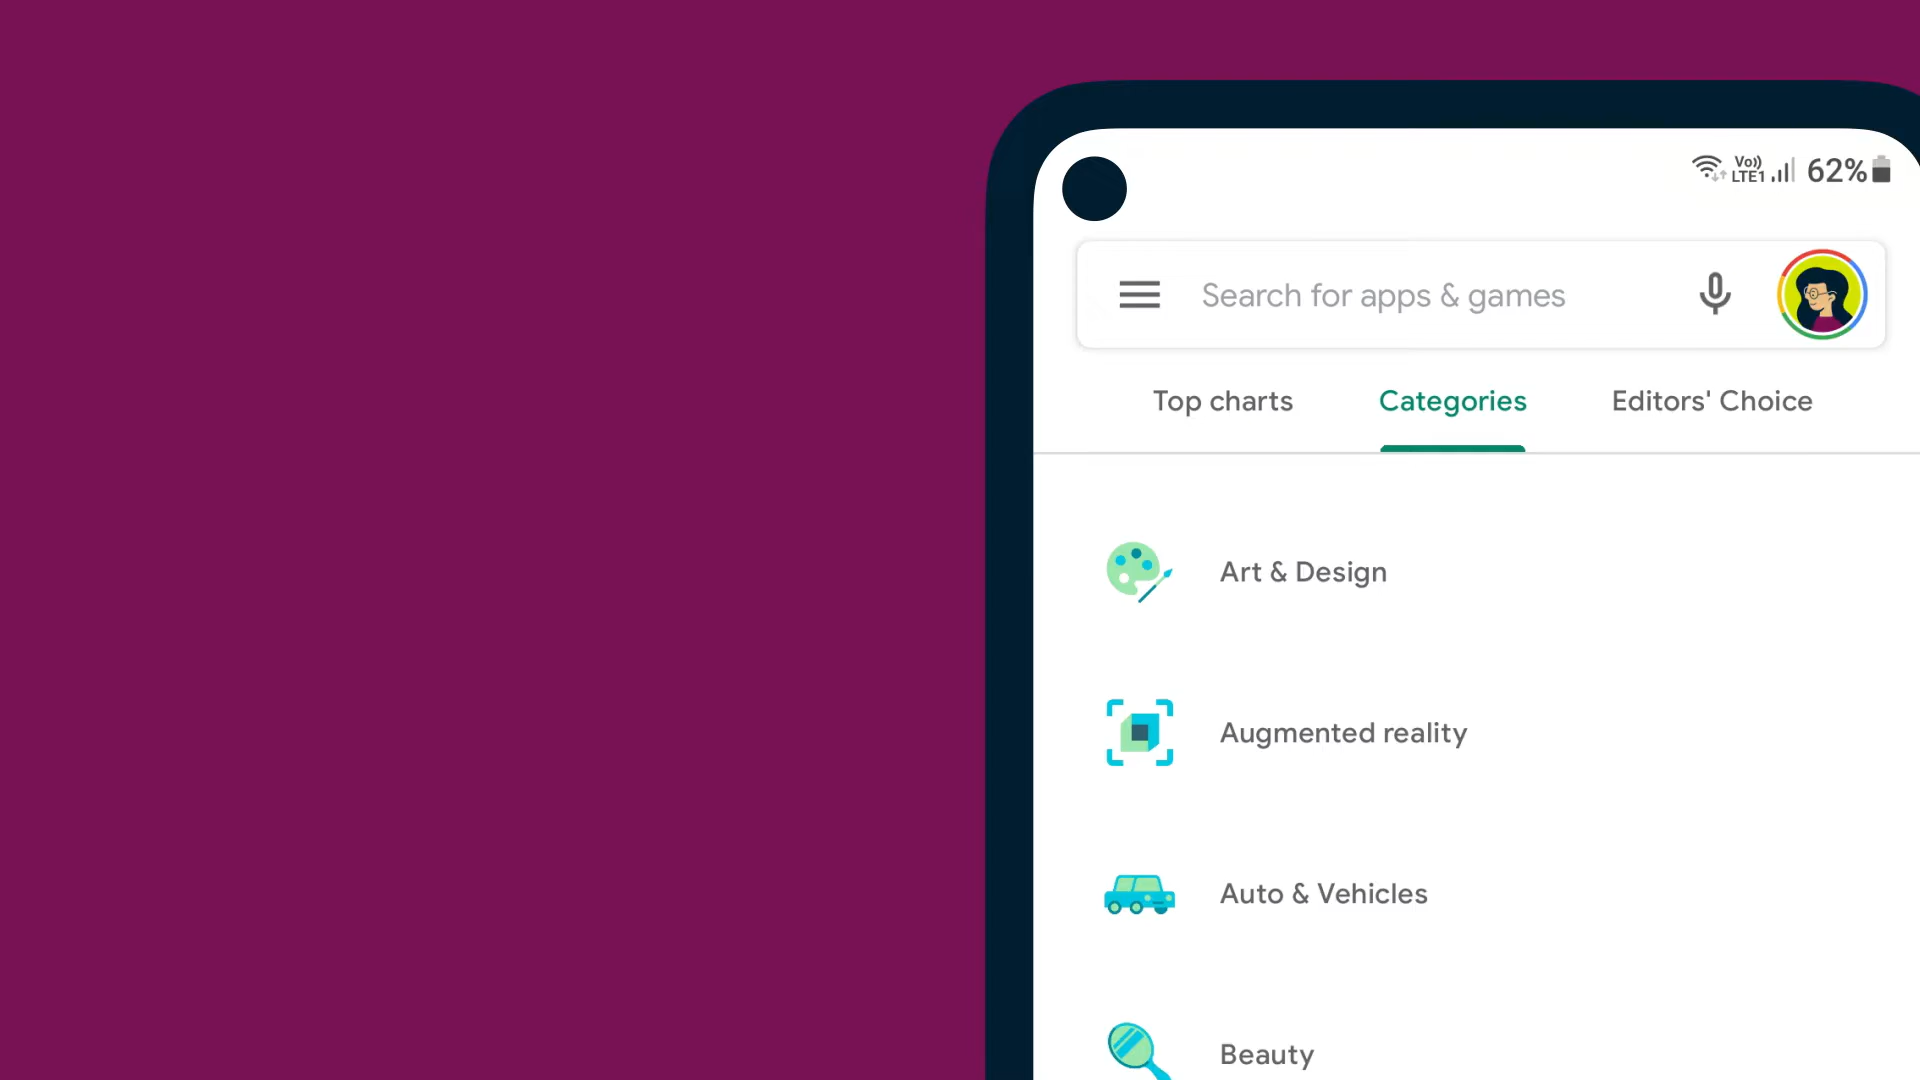 Vo)) LTE1 62%
Search for apps & games
Top charts Categories Editors' Choice
Art & Design
Augmented reality
Auto & Vehicles
Beauty